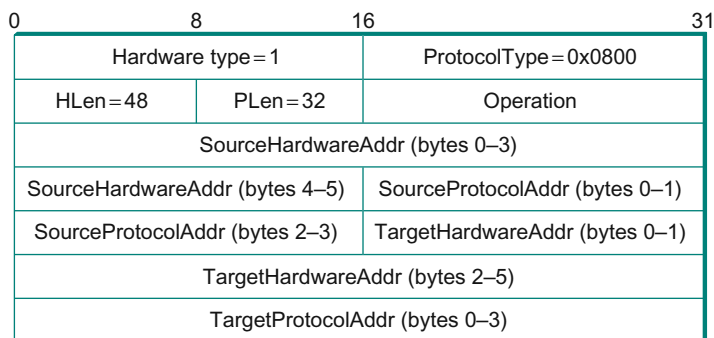 0 8 16 31
Hardware type=1 ProtocolType=0x0800
HLen=48 PLen=32 Operation
SourceHardwareAddr (bytes 0–3)
SourceHardwareAddr (bytes 4–5) SourceProtocolAddr (bytes 0–1)
SourceProtocolAddr (bytes 2–3) TargetHardwareAddr (bytes 0–1)
TargetHardwareAddr (bytes 2–5)
TargetProtocolAddr (bytes 0–3)